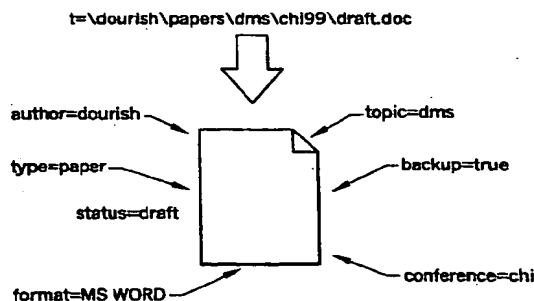 t=\dourish\papers\dms\chi99\draft.doc
author=dourish
topic=dms
type=paper
backup=true
status=draft
format=MS WORD
conference=chi